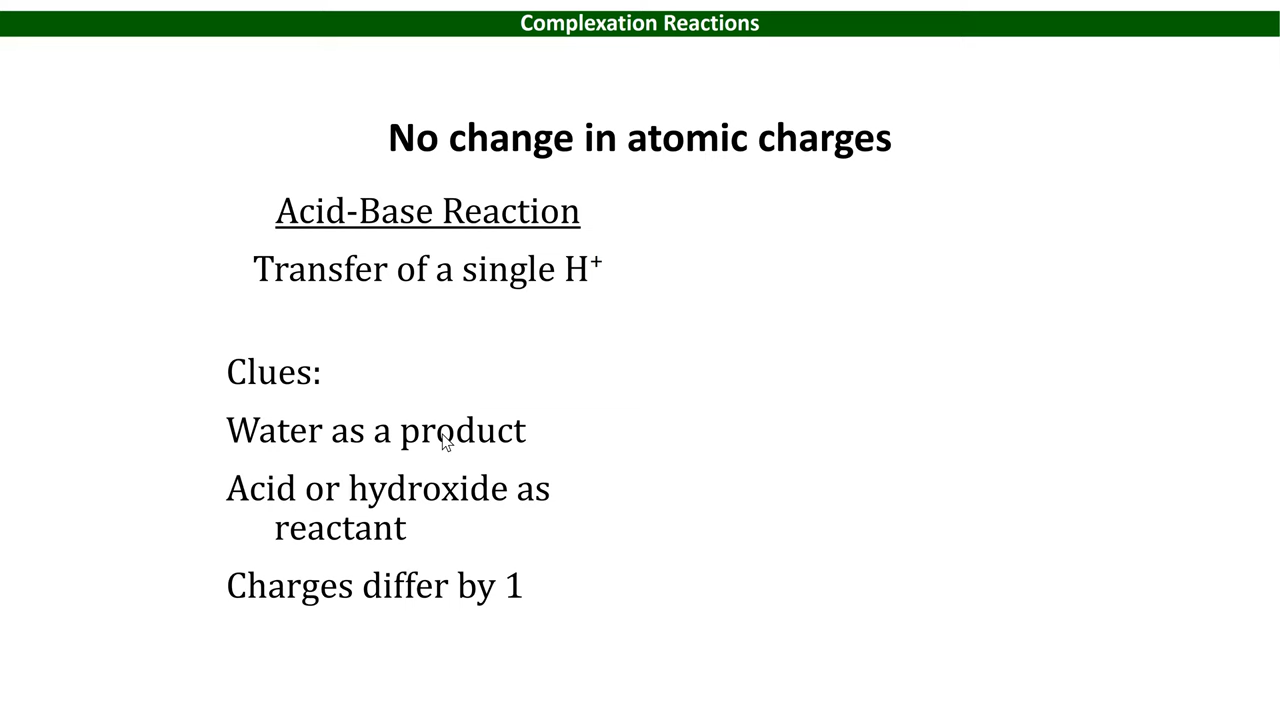 Complexation Reactions
No change in atomic charges
Acid-Base Reaction
Transfer of a single H⁺
Clues:
Water as a product
Acid or hydroxide as
reactant
Charges differ by 1